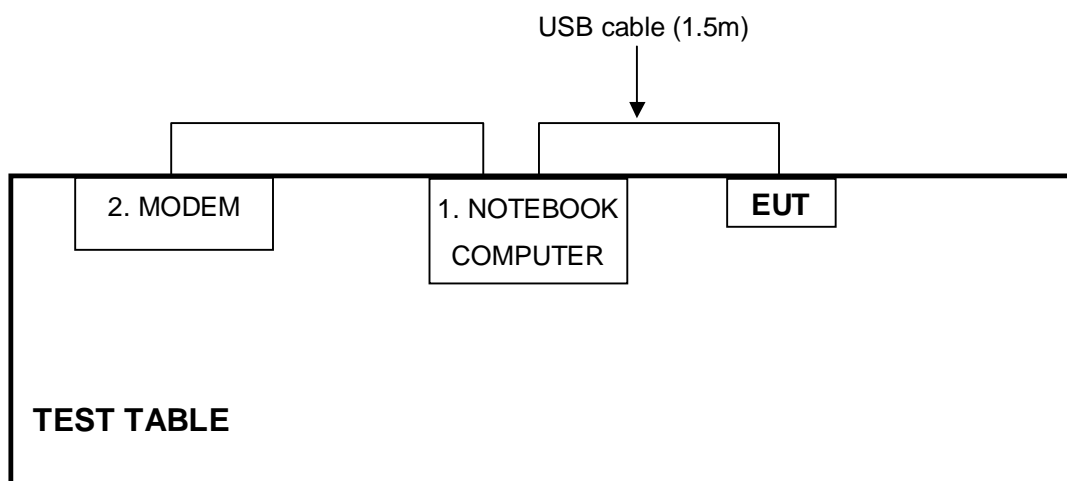 USB cable (1.5m)
2. MODEM
1. NOTEBOOK
COMPUTER
EUT
TEST TABLE